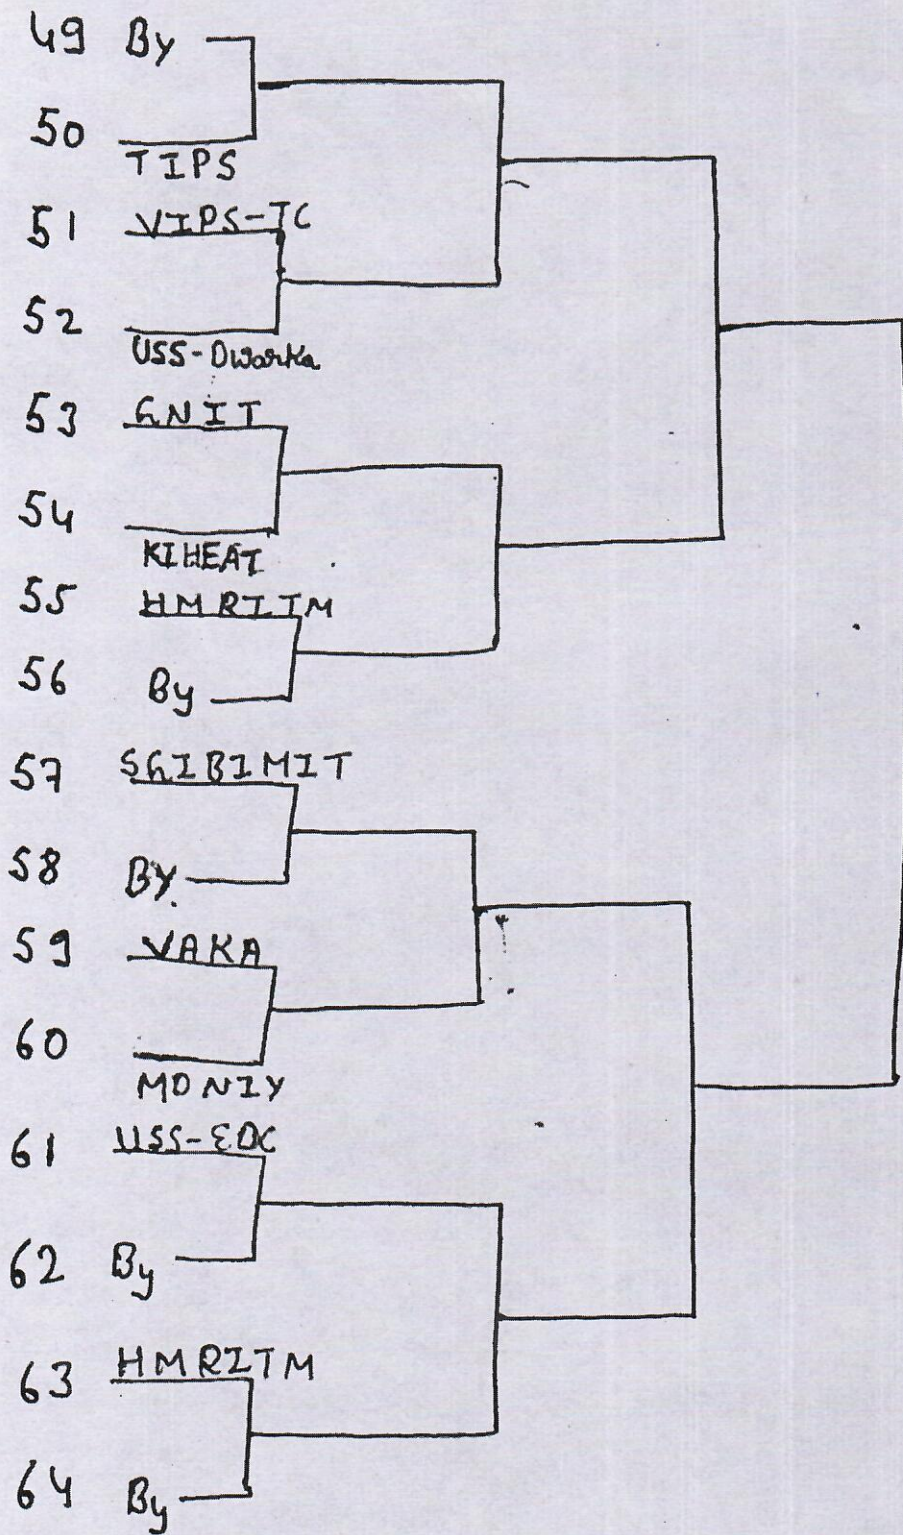 49 By
50 TIPS
51 VIPS-TC
52 USS-Dwarka
53 GNIT
54 KIHEAT
55 HMRITM
56 By
57 SGIBIMIT
58 BY
59 VAKA
60 MDNIY
61 USS-EDC
62 By
63 HMRITM
64 By